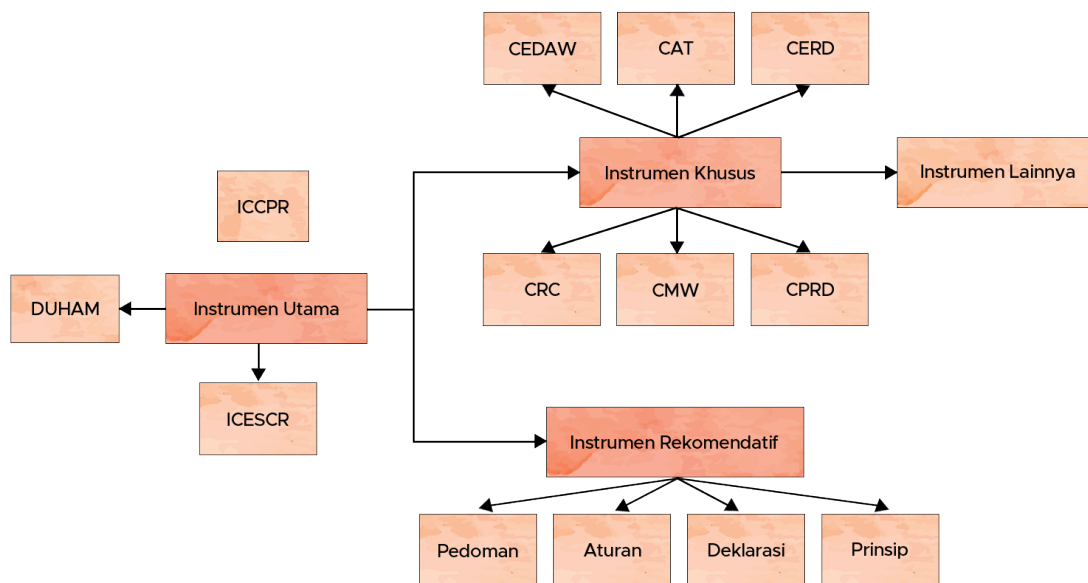 CEDAW
CAT
CERD
Instrumen Khusus
Instrumen Lainnya
ICCPR
CRC
CMW
CPRD
DUHAM
Instrumen Utama
ICESCR
Instrumen Rekomendatif
Pedoman
Aturan
Deklarasi
Prinsip